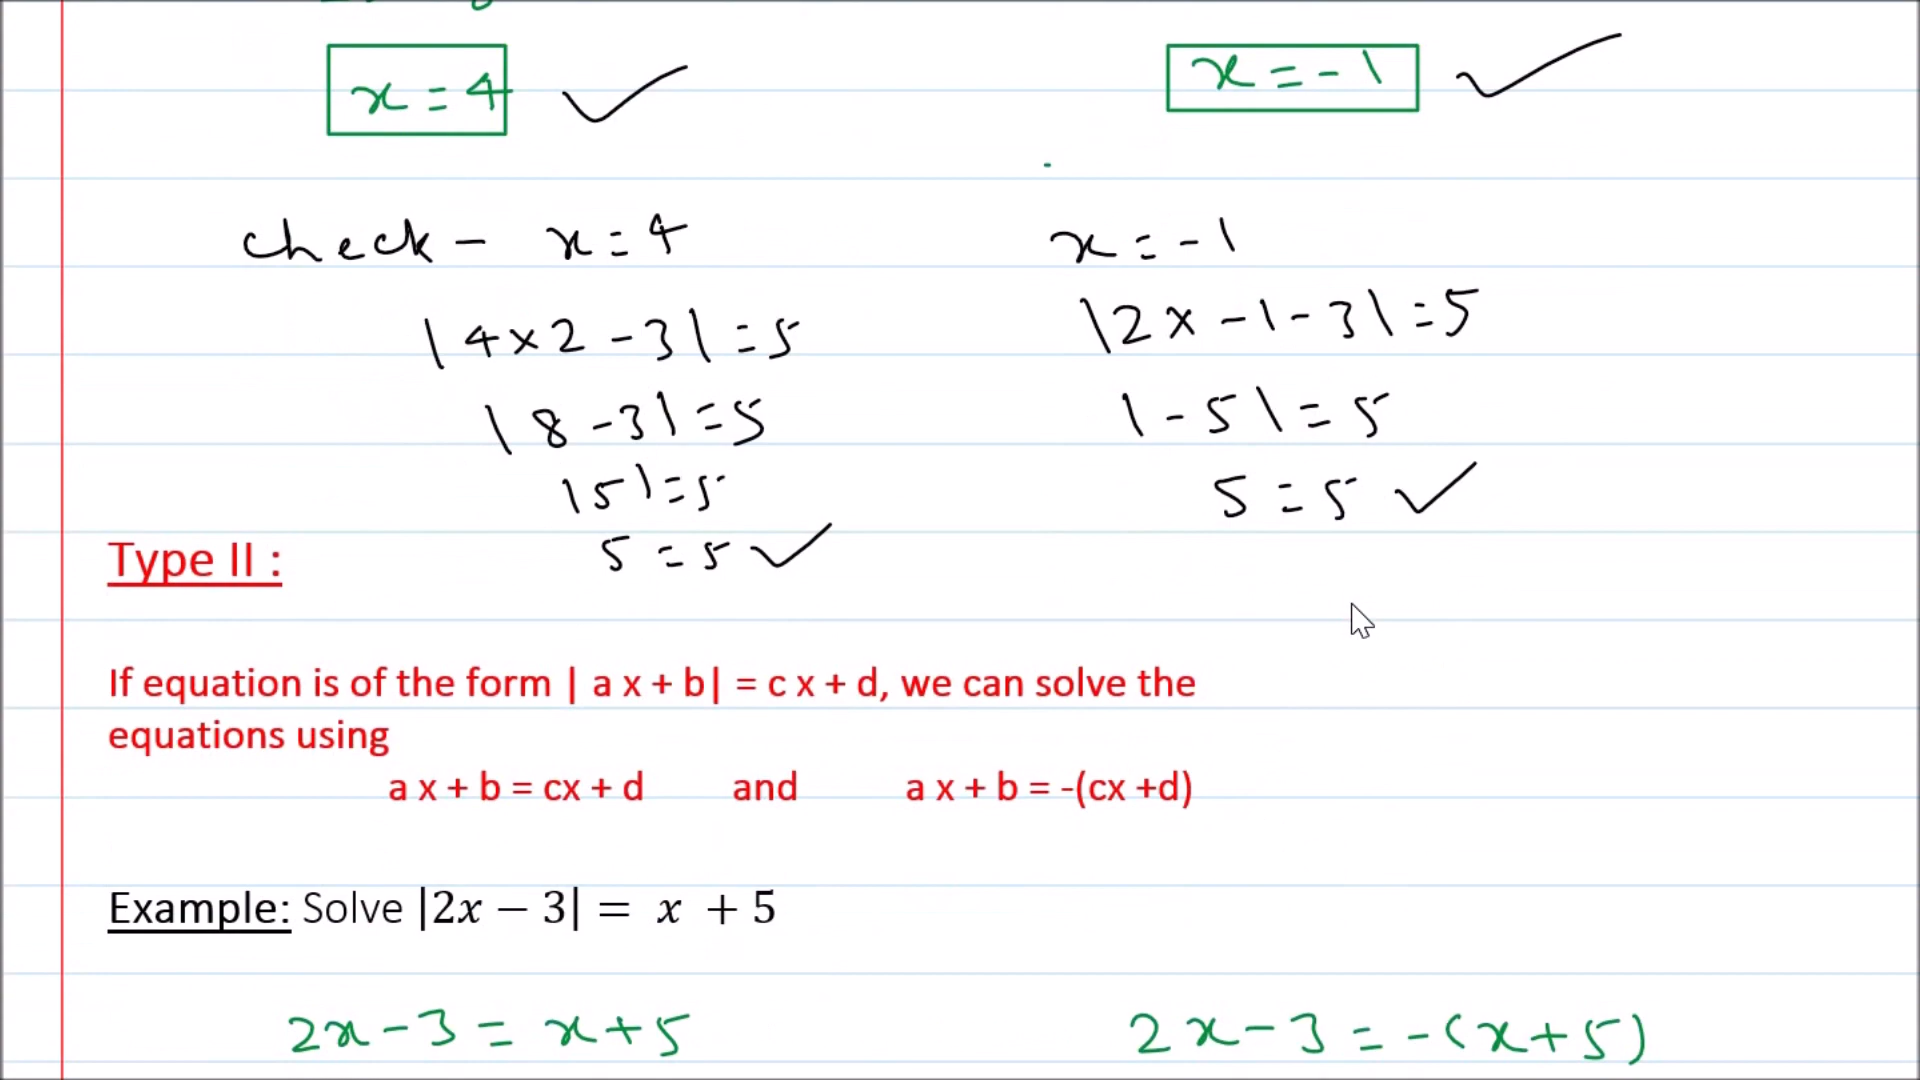 x = 4
x = -1
check - x = 4
|4×2 - 3| = 5
|8 - 3| = 5
|5| = 5
5 = 5
x = -1
|2× -1 - 3| = 5
|-5| = 5
5 = 5
Type II :
If equation is of the form | a x + b| = c x + d, we can solve the
equations using
a x + b = cx + d and a x + b = -(cx +d)
Example: Solve |2x − 3| = x + 5
2x - 3 = x + 5
2x - 3 = -(x + 5)